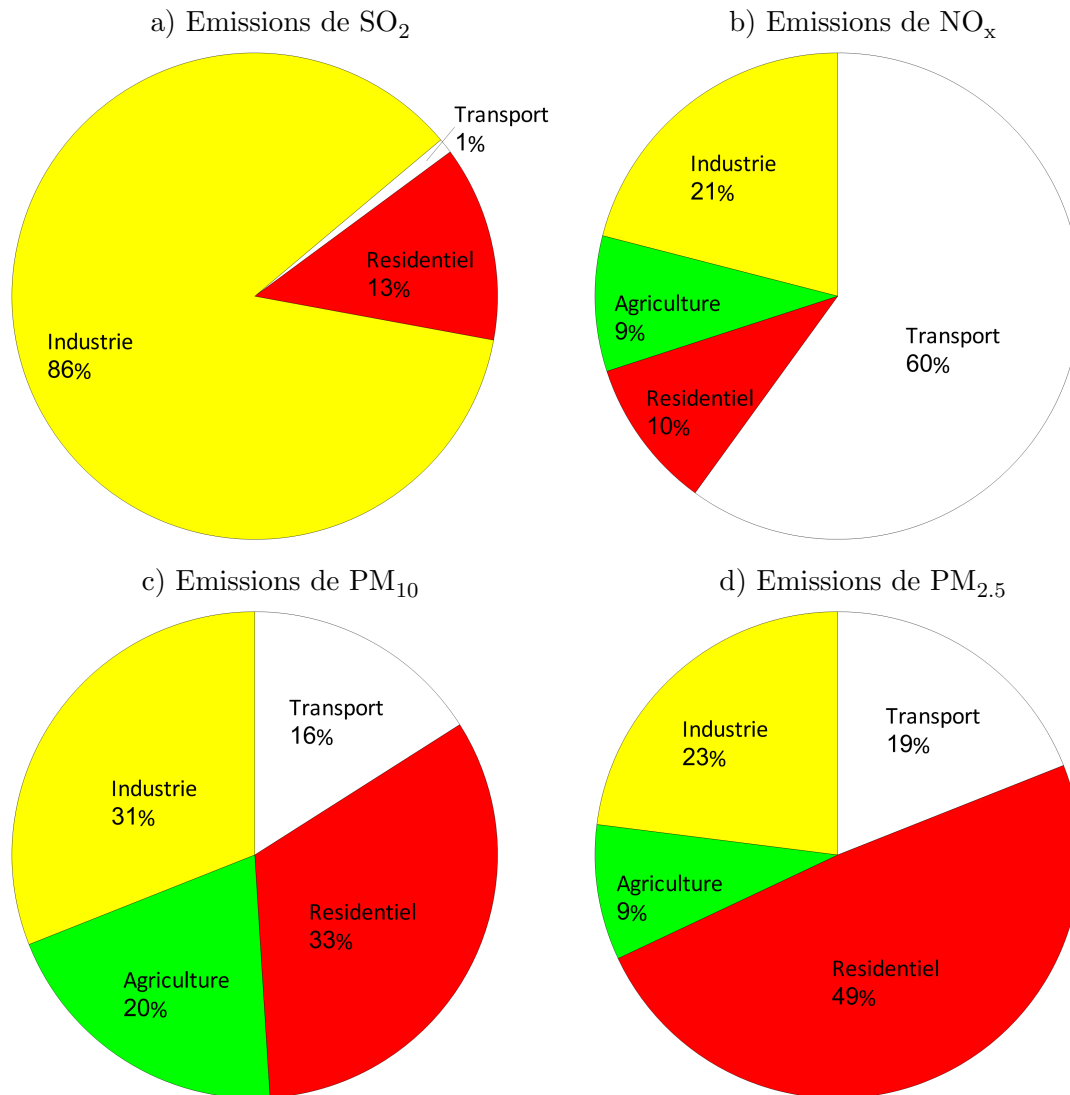 a) Emissions de SO₂
Transport
1%
Residentiel
13%
Industrie
86%
b) Emissions de NOₓ
Industrie
21%
Agriculture
9%
Transport
60%
Residentiel
10%
c) Emissions de PM₁₀
Transport
16%
Industrie
31%
Residentiel
33%
Agriculture
20%
d) Emissions de PM₂.₅
Transport
19%
Industrie
23%
Agriculture
9%
Residentiel
49%